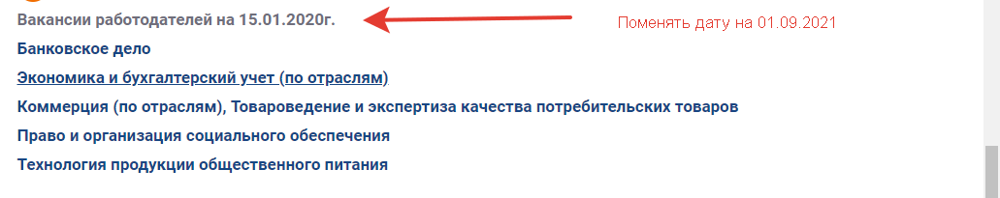 Вакансии работодателей на 15.01.2020г.
Поменять дату на 01.09.2021
Банковское дело
Экономика и бухгалтерский учет (по отраслям)
Коммерция (по отраслям), Товароведение и экспертиза качества потребительских товаров
Право и организация социального обеспечения
Технология продукции общественного питания